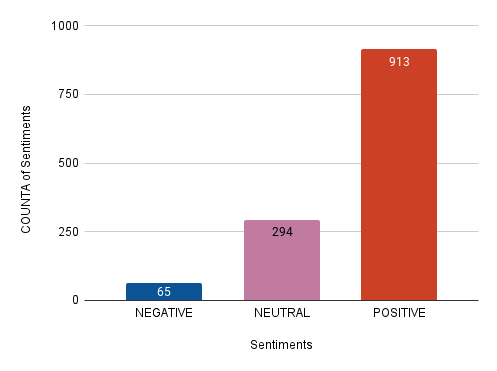 1000
750
500
250
0
COUNTA of Sentiments
913
294
65
NEGATIVE
NEUTRAL
POSITIVE
Sentiments